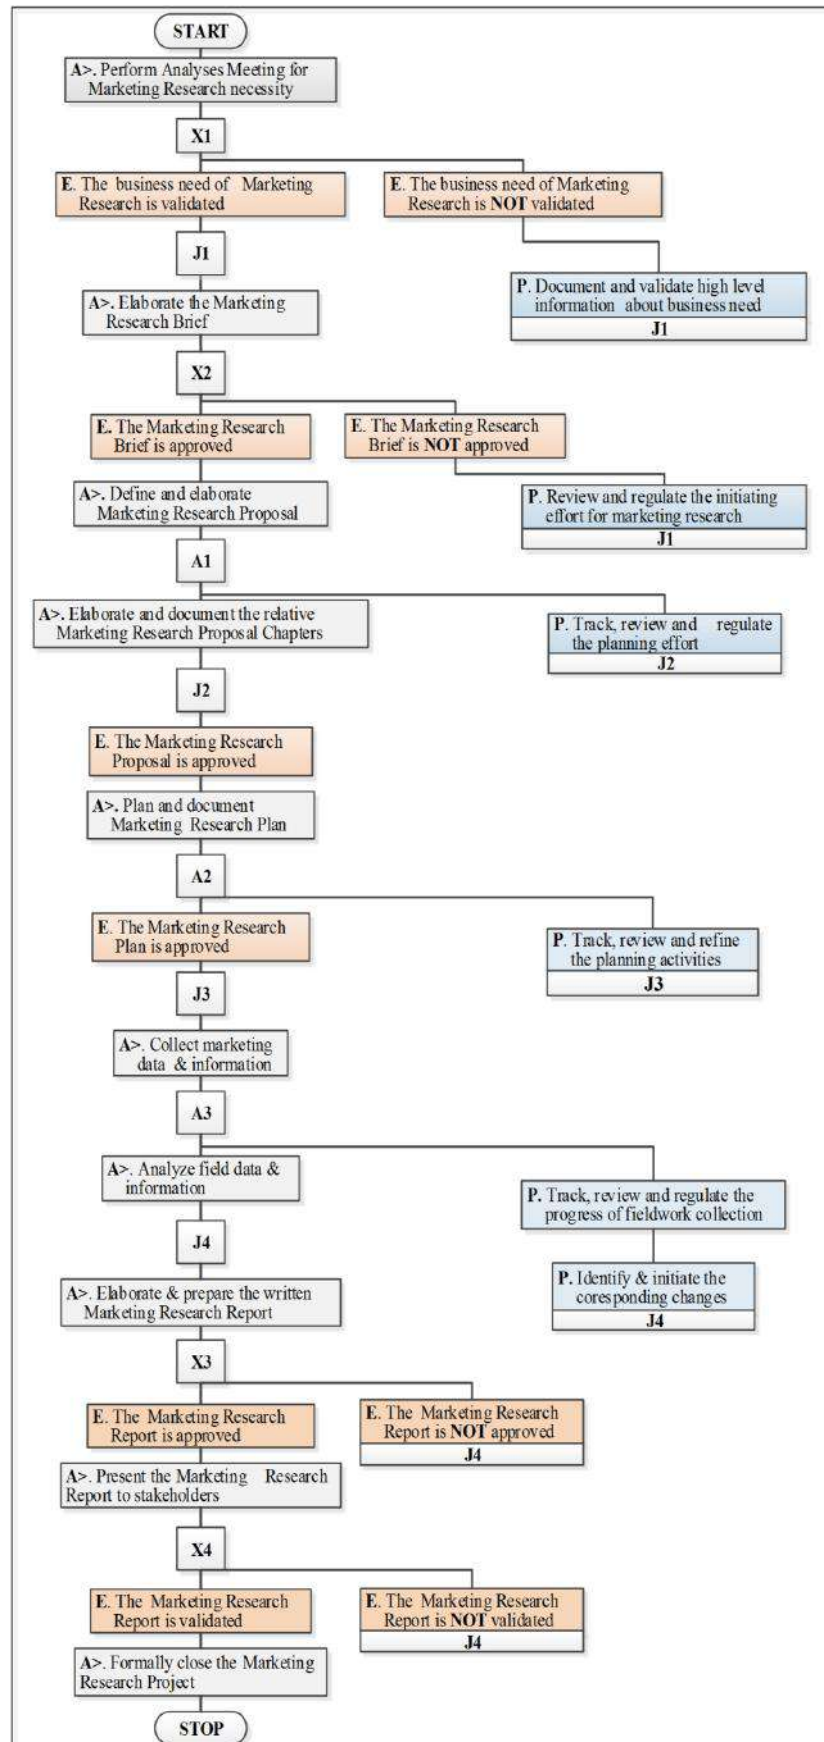 START
A>. Perform Analyses Meeting for
Marketing Research necessity
X1
E. The business need of Marketing
Research is validated
E. The business need of Marketing
Research is NOT validated
J1
P. Document and validate high level
information about business need
J1
A>. Elaborate the Marketing
Research Brief
X2
E. The Marketing Research
Brief is approved
E. The Marketing Research
Brief is NOT approved
A>. Define and elaborate
Marketing Research Proposal
P. Review and regulate the initiating
effort for marketing research
J1
A1
A>. Elaborate and document the relative
Marketing Research Proposal Chapters
P. Track, review and regulate
the planning effort
J2
J2
E. The Marketing Research
Proposal is approved
A>. Plan and document
Marketing Research Plan
A2
E. The Marketing Research
Plan is approved
P. Track, review and refine
the planning activities
J3
J3
A>. Collect marketing
data & information
A3
A>. Analyze field data &
information
P. Track, review and regulate the
progress of fieldwork collection
J4
P. Identify & initiate the
coresponding changes
J4
A>. Elaborate & prepare the written
Marketing Research Report
X3
E. The Marketing Research
Report is approved
E. The Marketing Research
Report is NOT approved
J4
A>. Present the Marketing Research
Report to stakeholders
X4
E. The Marketing Research
Report is validated
E. The Marketing Research
Report is NOT validated
J4
A>. Formally close the Marketing
Research Project
STOP